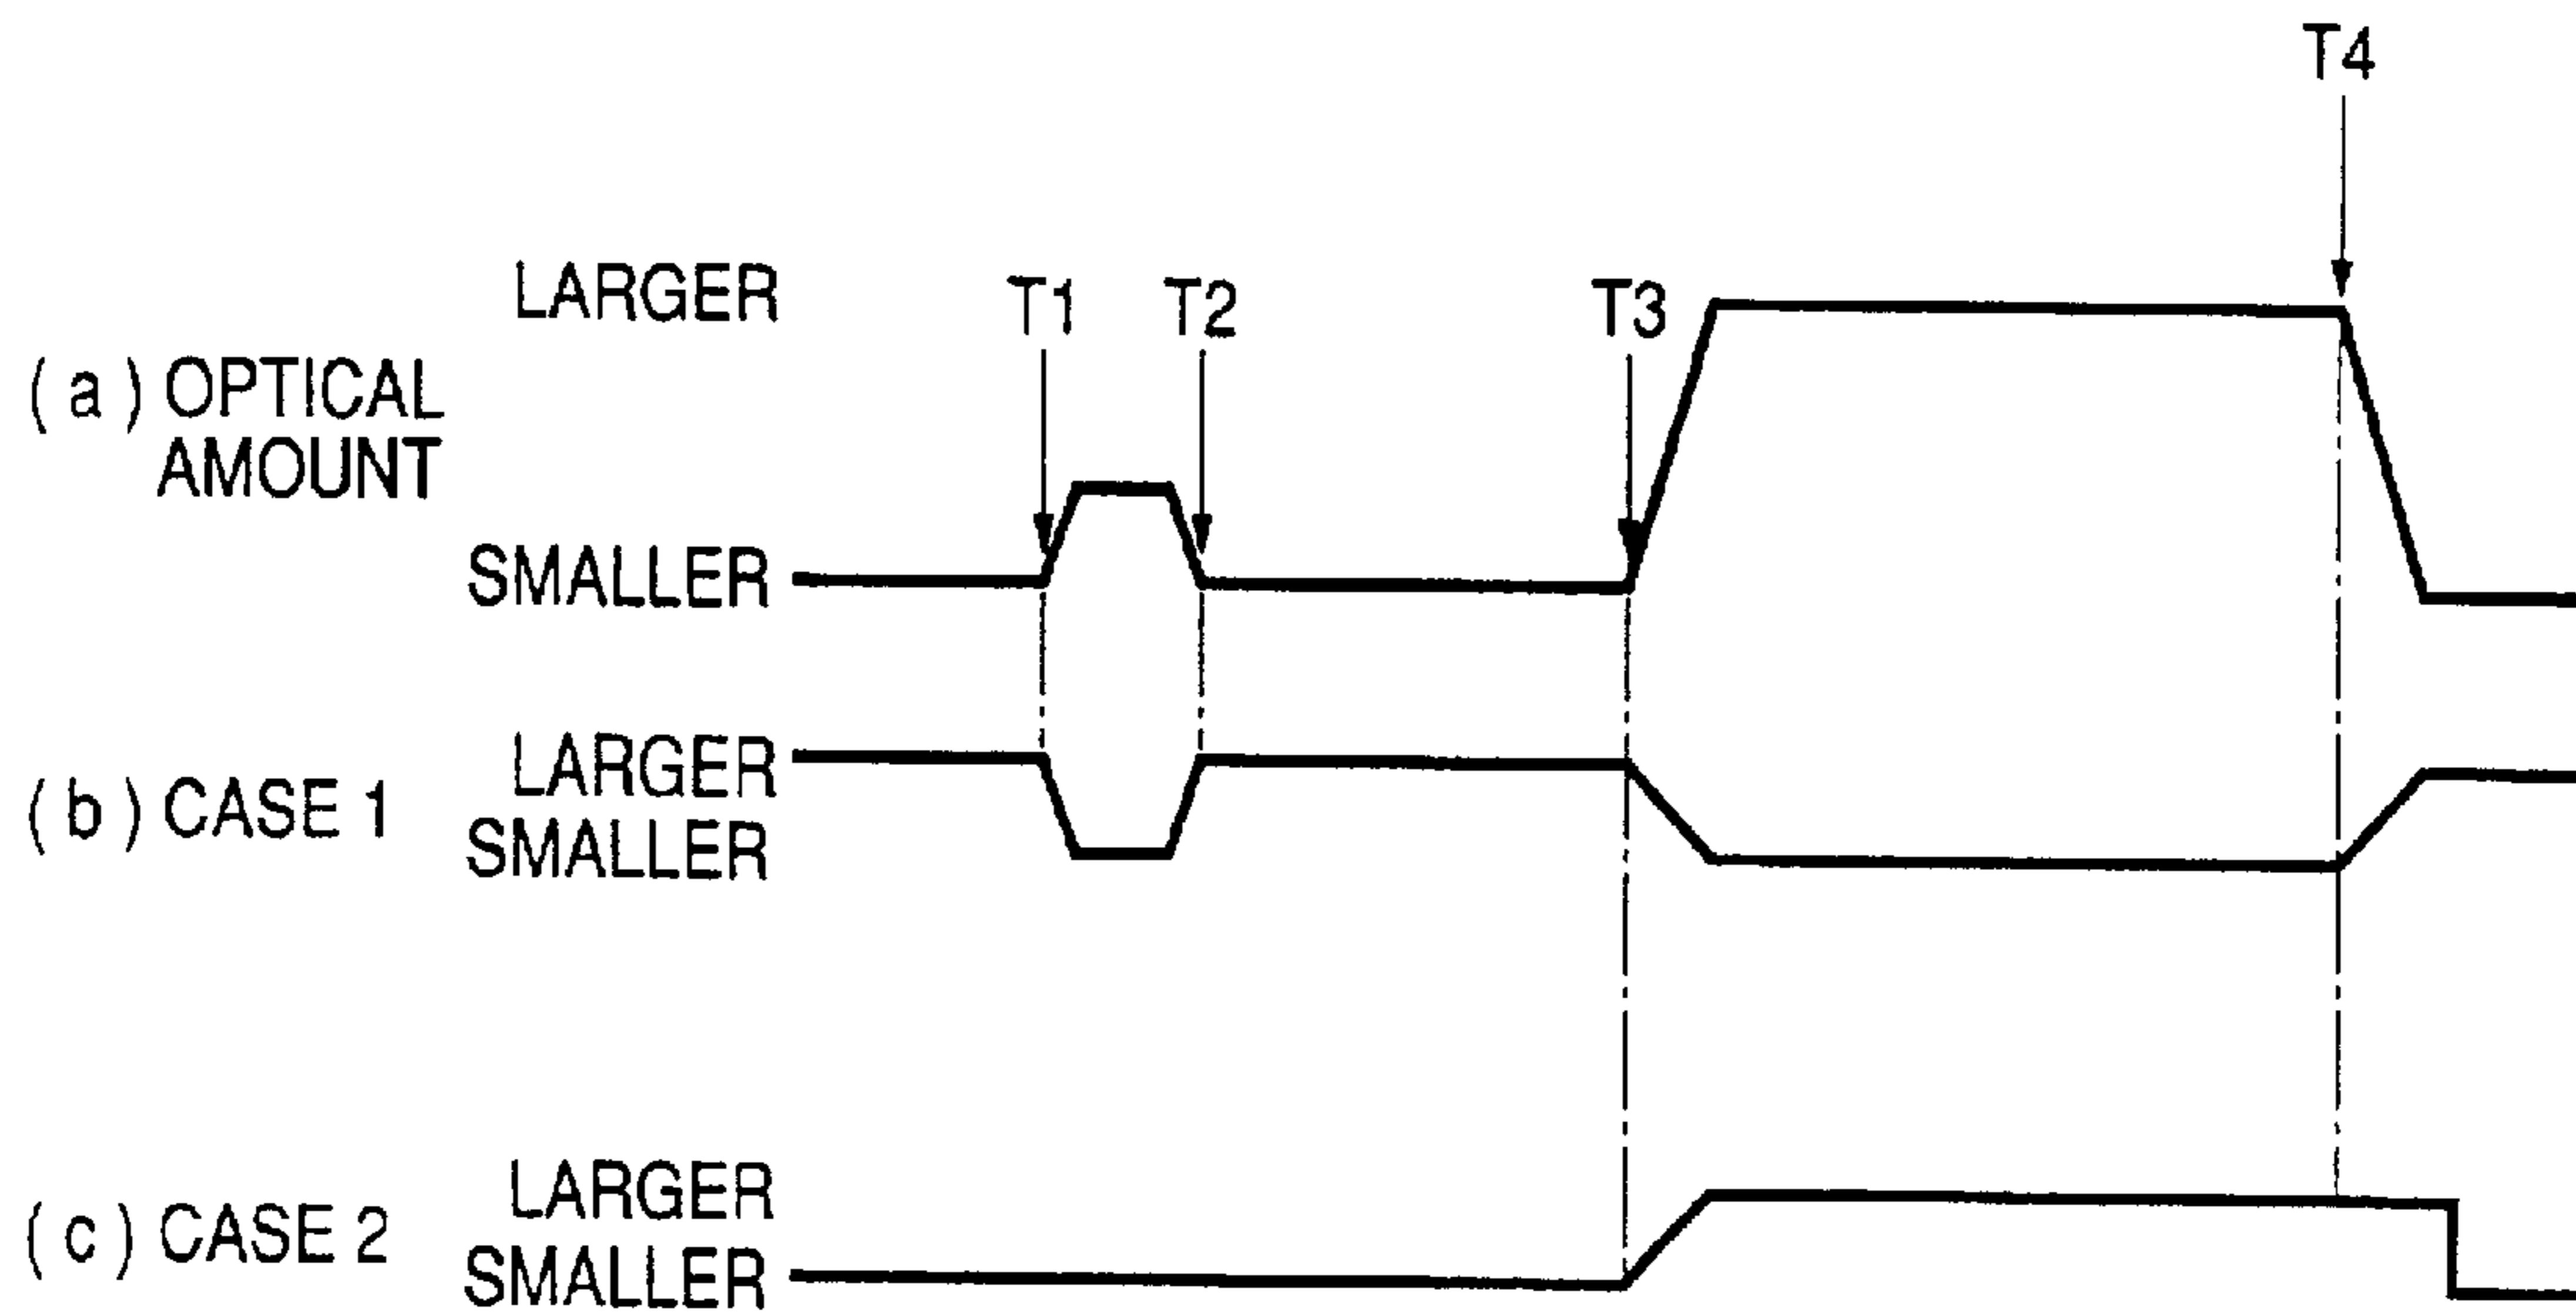 T4
LARGER
T1 T2 T3
( a ) OPTICAL
AMOUNT
SMALLER
LARGER
( b ) CASE 1
SMALLER
LARGER
( c ) CASE 2
SMALLER